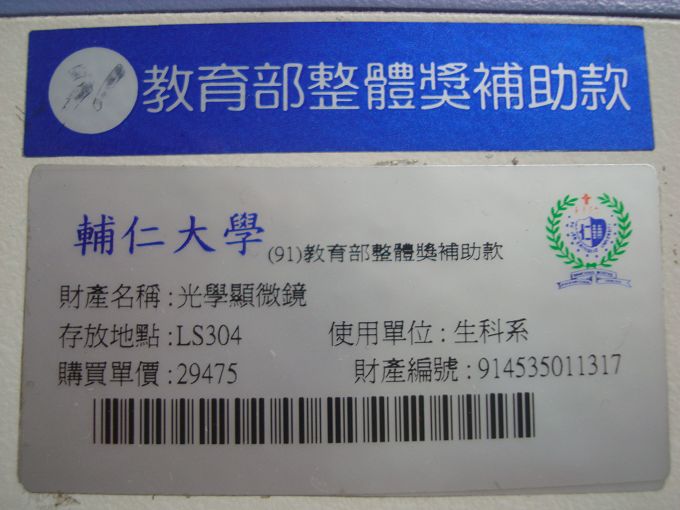 教育部整體獎補助款
輔仁大學 (91)教育部整體獎補助款
財產名稱:光學顯微鏡
存放地點:LS304 使用單位:生科系
購買單價:29475 財產編號:914535011317